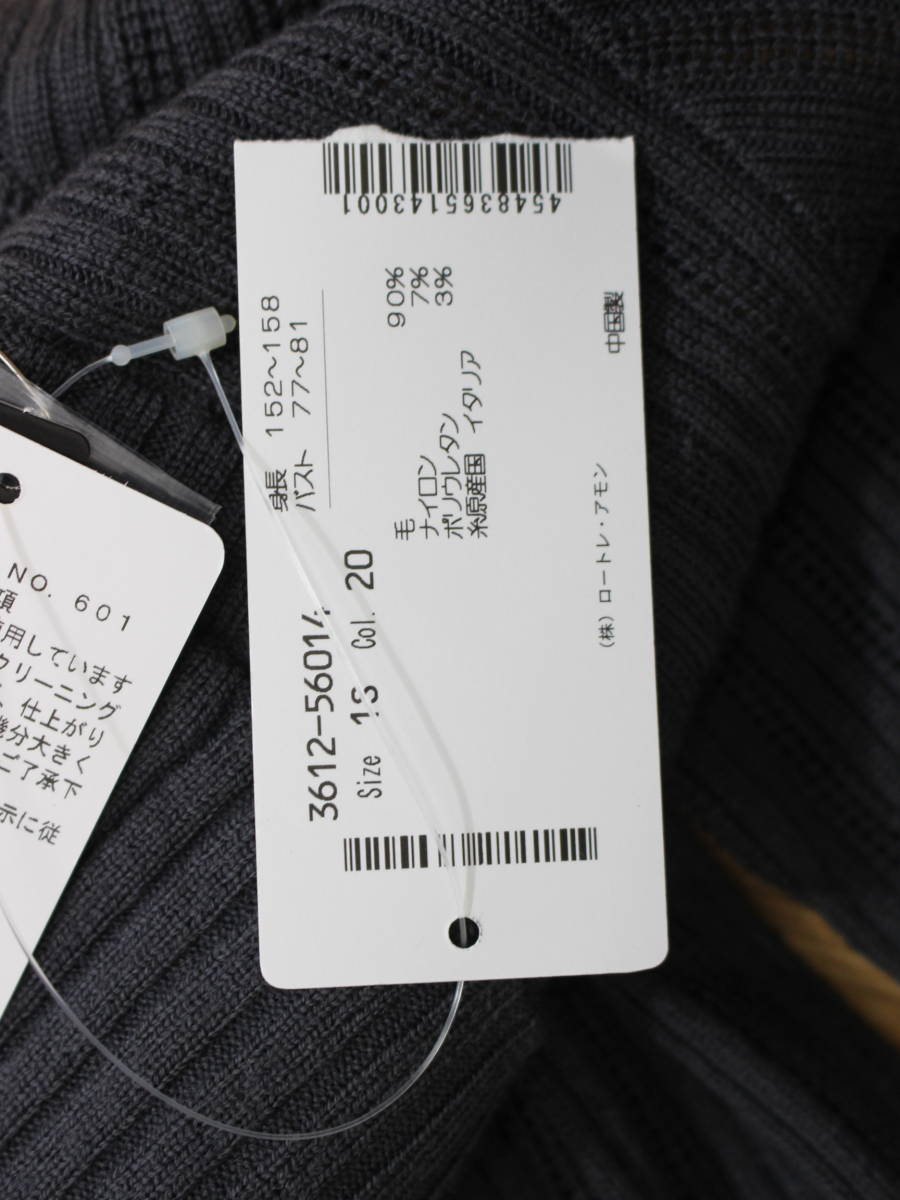 4548365143001
身長 152〜158
バスト 77〜81
毛 90%
ナイロン 7%
ポリウレタン 3%
糸原産国 イタリア
(株)ロートレ・アモン 中国製
3612-56014
Size 1S Col. 20
NO. 601
項
使用しています
クリーニング
、仕上がり
幾分大きく
ご了承下
示に従